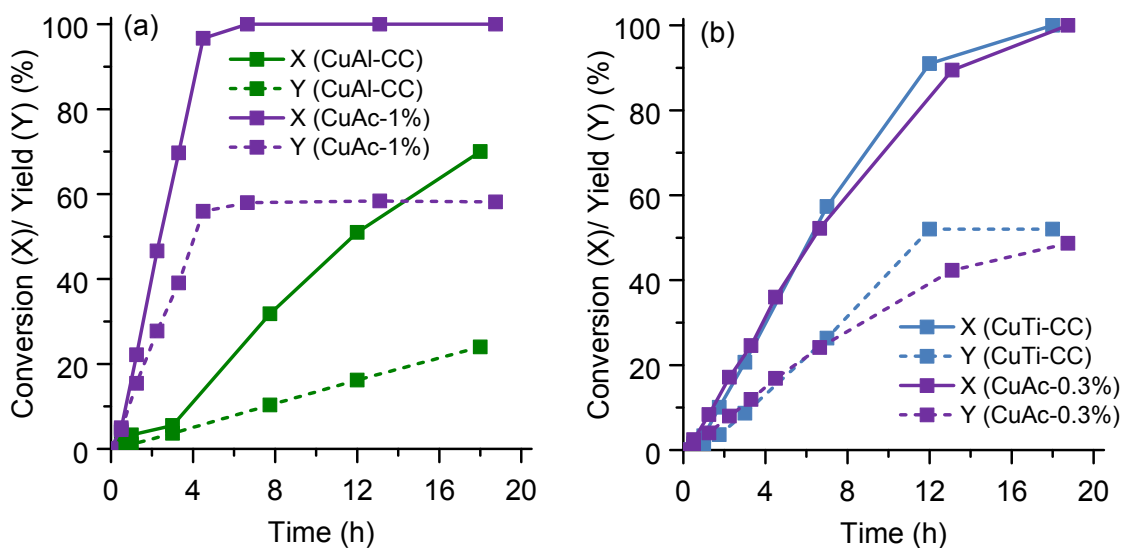 (a)
Conversion (X)/ Yield (Y) (%)
100
80
60
40
20
0
X (CuAl-CC)
Y (CuAl-CC)
X (CuAc-1%)
Y (CuAc-1%)
0 4 8 12 16 20
Time (h)
(b)
Conversion (X)/ Yield (Y) (%)
100
80
60
40
20
0
X (CuTi-CC)
Y (CuTi-CC)
X (CuAc-0.3%)
Y (CuAc-0.3%)
0 4 8 12 16 20
Time (h)